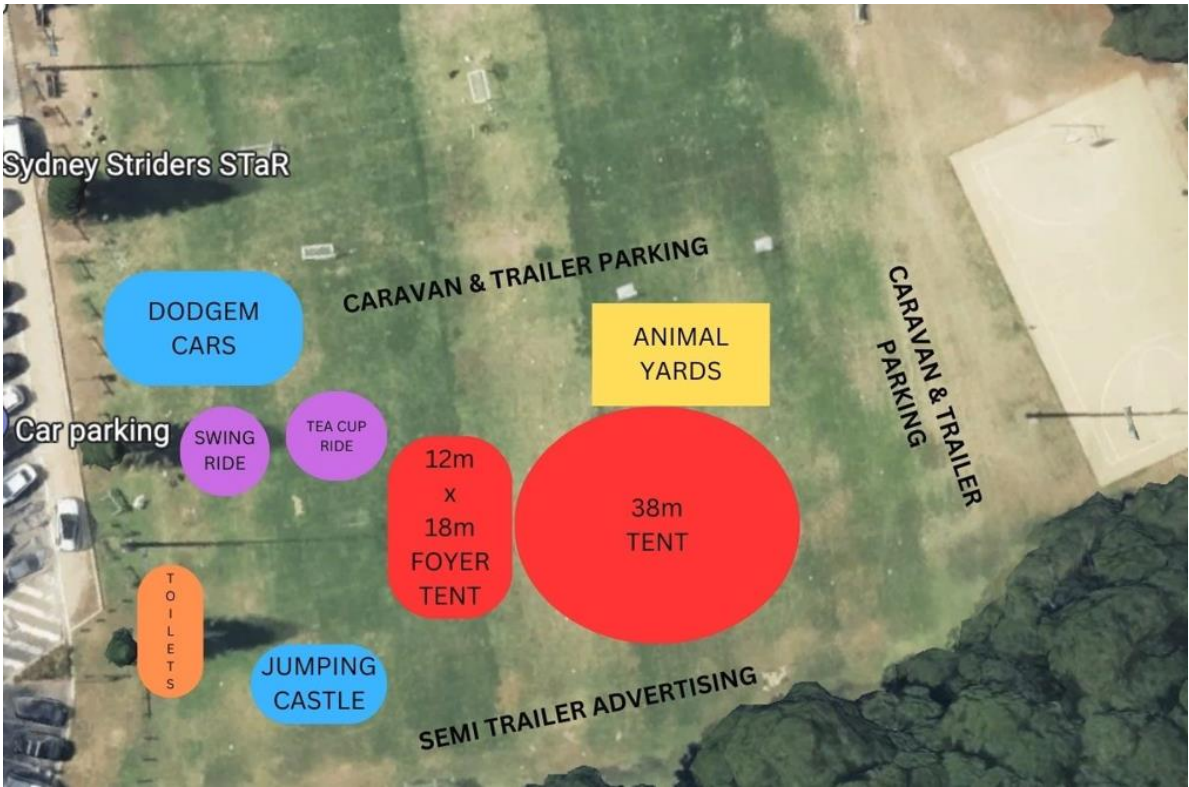 Sydney Striders STaR
CARAVAN & TRAILER PARKING
CARAVAN & TRAILER
PARKING
DODGEM
CARS
ANIMAL
YARDS
Car parking
SWING
RIDE
TEA CUP
RIDE
12m
x
18m
FOYER
TENT
38m
TENT
TOILETS
JUMPING
CASTLE
SEMI TRAILER ADVERTISING